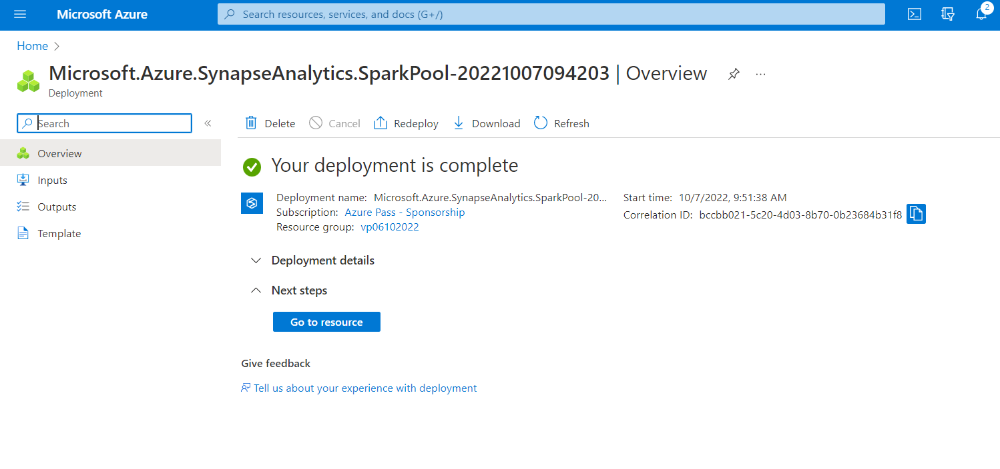 Microsoft Azure
Search resources, services, and docs (G+/)
2
Home
Microsoft.Azure.SynapseAnalytics.SparkPool-20221007094203 | Overview
Deployment
Search
Delete
Cancel
Redeploy
Download
Refresh
Overview
Inputs
Outputs
Template
Your deployment is complete
Deployment name: Microsoft.Azure.SynapseAnalytics.SparkPool-20...
Subscription: Azure Pass - Sponsorship
Resource group: vp06102022
Start time: 10/7/2022, 9:51:38 AM
Correlation ID: bccbb021-5c20-4d03-8b70-0b23684b31f8
Deployment details
Next steps
Go to resource
Give feedback
Tell us about your experience with deployment